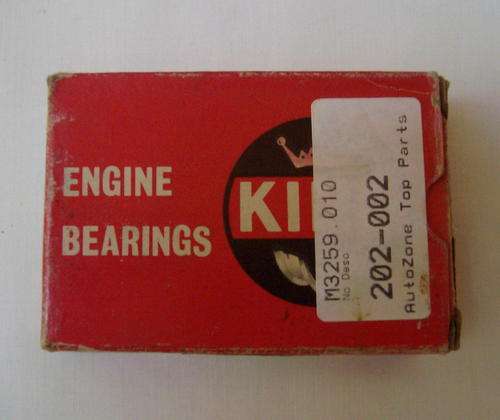 ENGINE
BEARINGS
KI
M3259.010
No Deso
202-002
AutoZone Top Parts